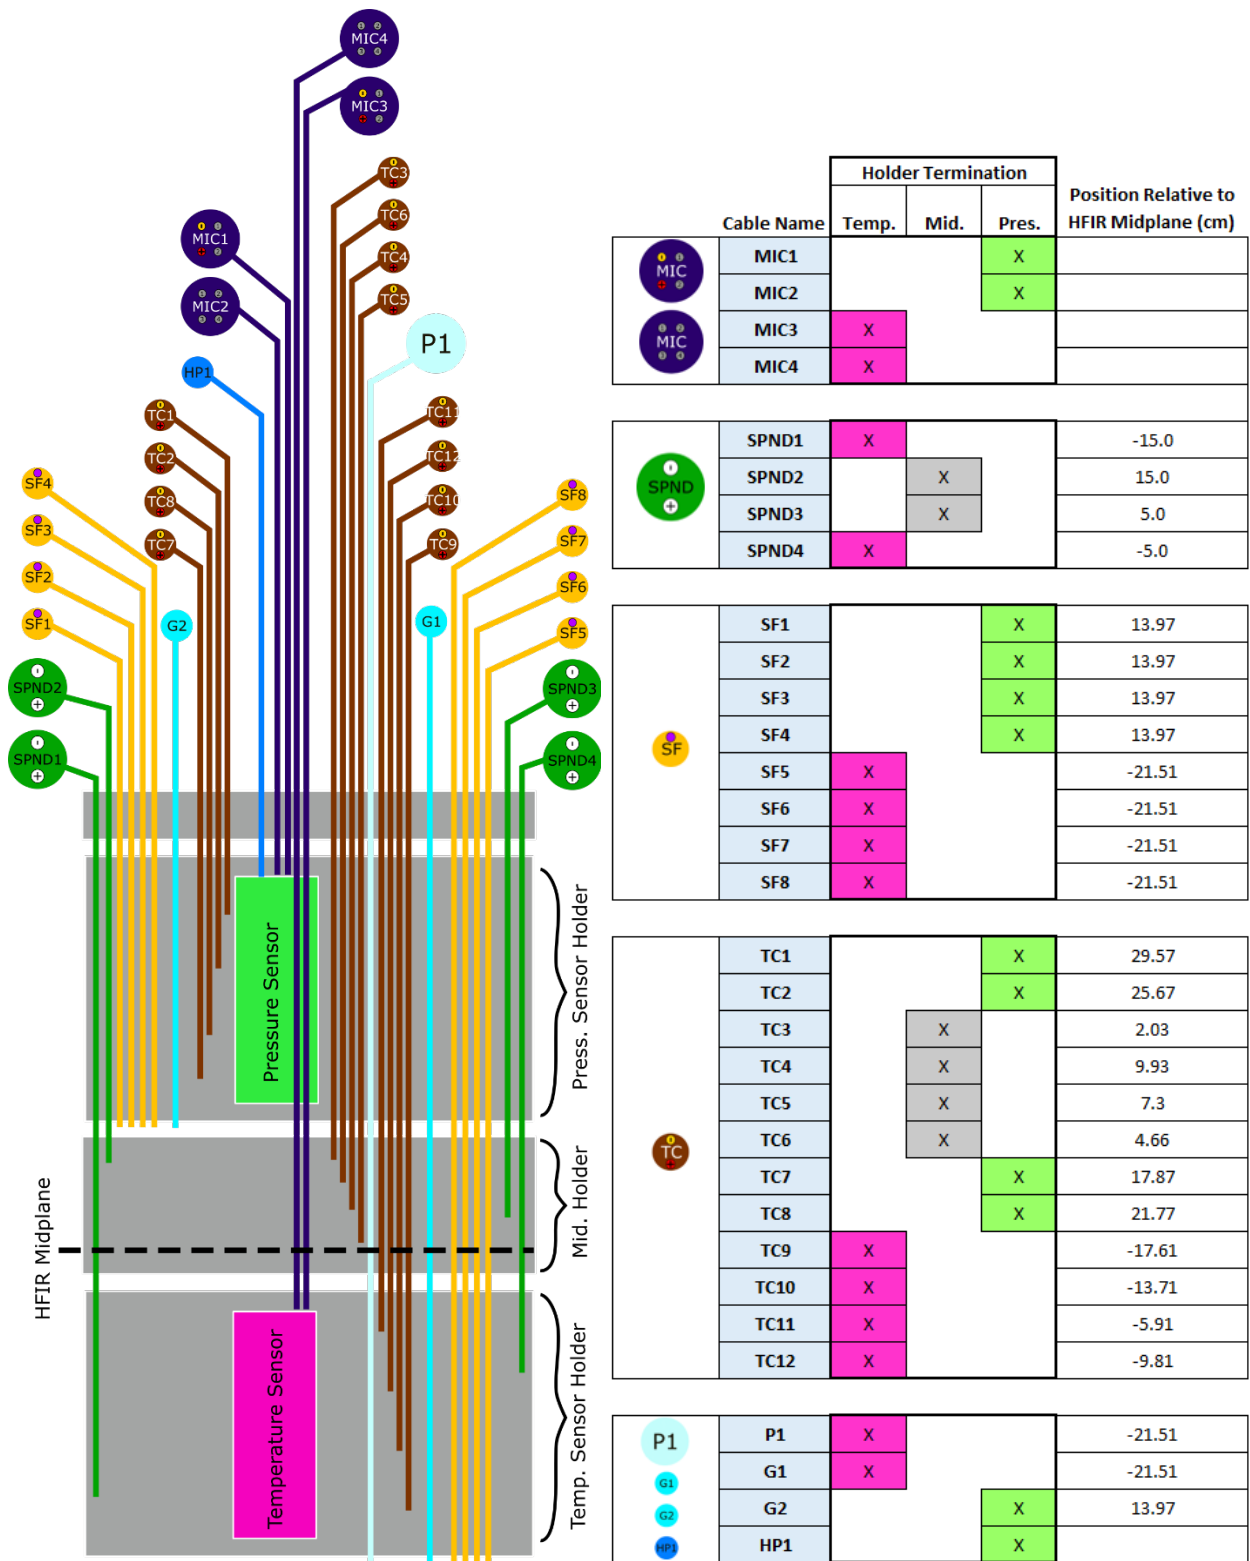 MIC4
MIC3
TC3
TC6
TC4
TC5
MIC1
MIC2
P1
HP1
TC1
TC2
TC8
TC7
TC11
TC12
TC10
TC9
SF4
SF3
SF2
SF1
G2
G1
SF8
SF7
SF6
SF5
SPND2
SPND1
SPND3
SPND4
Pressure Sensor
Press. Sensor Holder
Mid. Holder
HFIR Midplane
Temperature Sensor
Temp. Sensor Holder
Holder Termination
Position Relative to
Cable Name Temp. Mid. Pres. HFIR Midplane (cm)
MIC
MIC
MIC1 X
MIC2 X
MIC3 X
MIC4 X
SPND
SPND1 X -15.0
SPND2 X 15.0
SPND3 X 5.0
SPND4 X -5.0
SF
SF1 X 13.97
SF2 X 13.97
SF3 X 13.97
SF4 X 13.97
SF5 X -21.51
SF6 X -21.51
SF7 X -21.51
SF8 X -21.51
TC
TC1 X 29.57
TC2 X 25.67
TC3 X 2.03
TC4 X 9.93
TC5 X 7.3
TC6 X 4.66
TC7 X 17.87
TC8 X 21.77
TC9 X -17.61
TC10 X -13.71
TC11 X -5.91
TC12 X -9.81
P1 P1 X -21.51
G1 G1 X -21.51
G2 G2 X 13.97
HP1 HP1 X